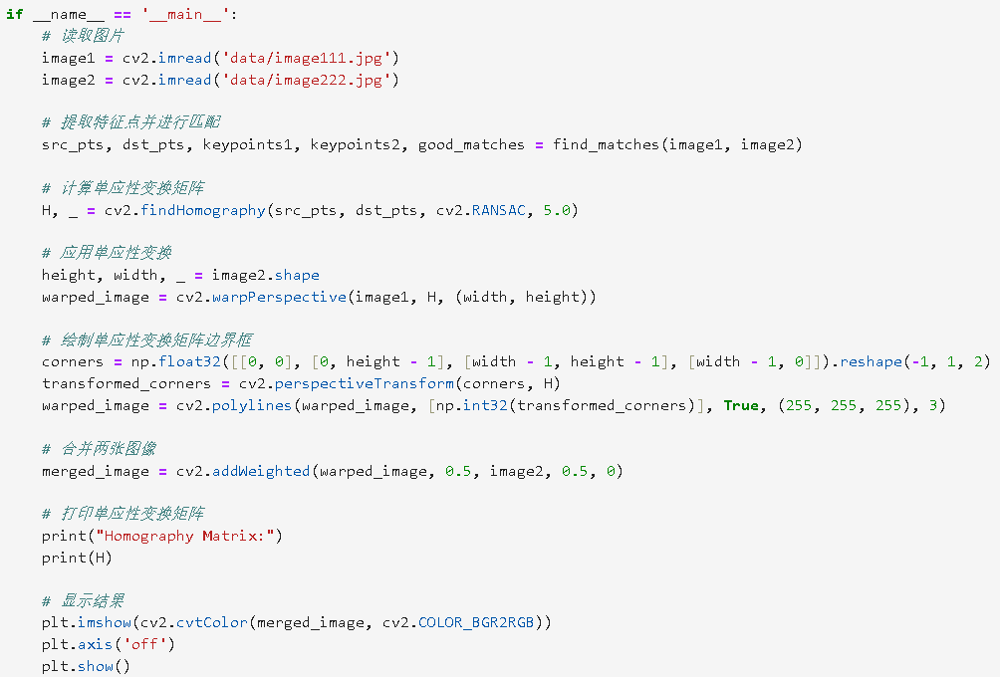 if __name__ == '__main__':
    # 读取图片
    image1 = cv2.imread('data/image111.jpg')
    image2 = cv2.imread('data/image222.jpg')

    # 提取特征点并进行匹配
    src_pts, dst_pts, keypoints1, keypoints2, good_matches = find_matches(image1, image2)

    # 计算单应性变换矩阵
    H, _ = cv2.findHomography(src_pts, dst_pts, cv2.RANSAC, 5.0)

    # 应用单应性变换
    height, width, _ = image2.shape
    warped_image = cv2.warpPerspective(image1, H, (width, height))

    # 绘制单应性变换矩阵边界框
    corners = np.float32([[0, 0], [0, height - 1], [width - 1, height - 1], [width - 1, 0]]).reshape(-1, 1, 2)
    transformed_corners = cv2.perspectiveTransform(corners, H)
    warped_image = cv2.polylines(warped_image, [np.int32(transformed_corners)], True, (255, 255, 255), 3)

    # 合并两张图像
    merged_image = cv2.addWeighted(warped_image, 0.5, image2, 0.5, 0)

    # 打印单应性变换矩阵
    print("Homography Matrix:")
    print(H)

    # 显示结果
    plt.imshow(cv2.cvtColor(merged_image, cv2.COLOR_BGR2RGB))
    plt.axis('off')
    plt.show()